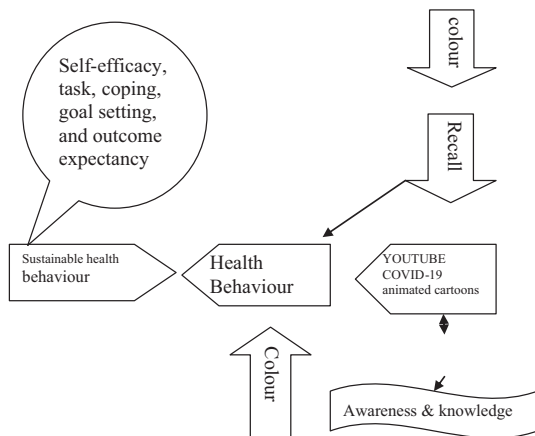 colour
Self-efficacy,
task, coping,
goal setting,
and outcome
expectancy
Recall
Sustainable health
behaviour
Health
Behaviour
YOUTUBE
COVID-19
animated cartoons
Colour
Awareness & knowledge